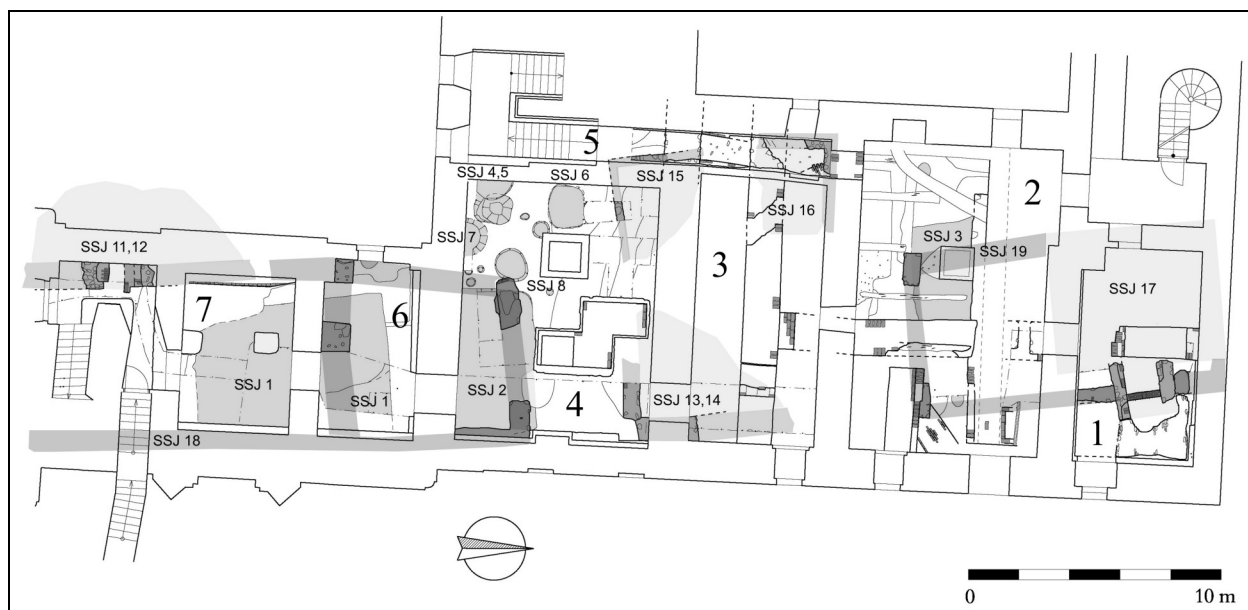 5
SSJ 4,5
SSJ 6
SSJ 15
2
SSJ 16
SSJ 7
SSJ 3
SSJ 19
SSJ 11,12
3
SSJ 8
SSJ 17
7
6
SSJ 1
SSJ 1
SSJ 2
4
SSJ 13,14
1
SSJ 18
0
10 m